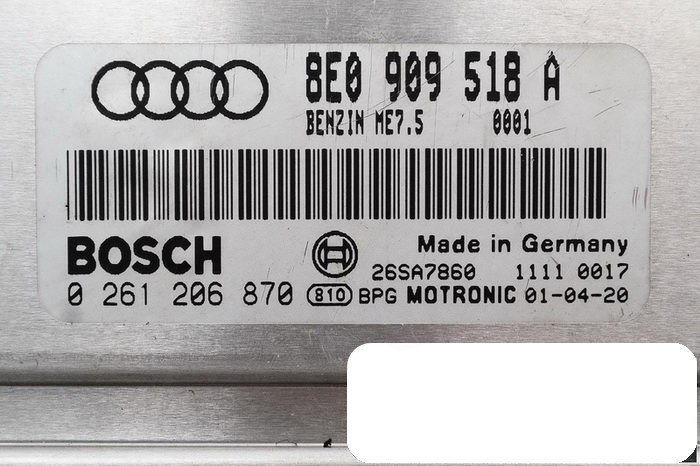 8E0 909 518 A
BENZIN ME7.5 0001
BOSCH
Made in Germany
26SA7860 1111 0017
0 261 206 870 810 BPG MOTRONIC 01-04-20